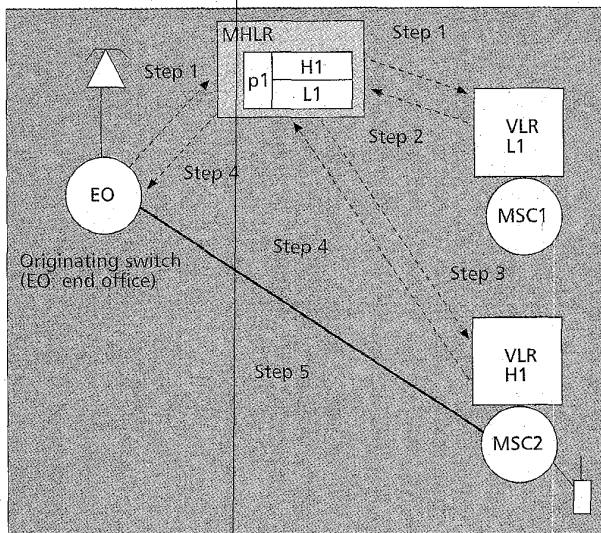 MHLR
Step 1
Step 1
p1
H1
L1
VLR
L1
Step 2
Step 4
EO
MSC1
Originating switch
(EO: end office)
Step 4
Step 3
VLR
H1
Step 5
MSC2